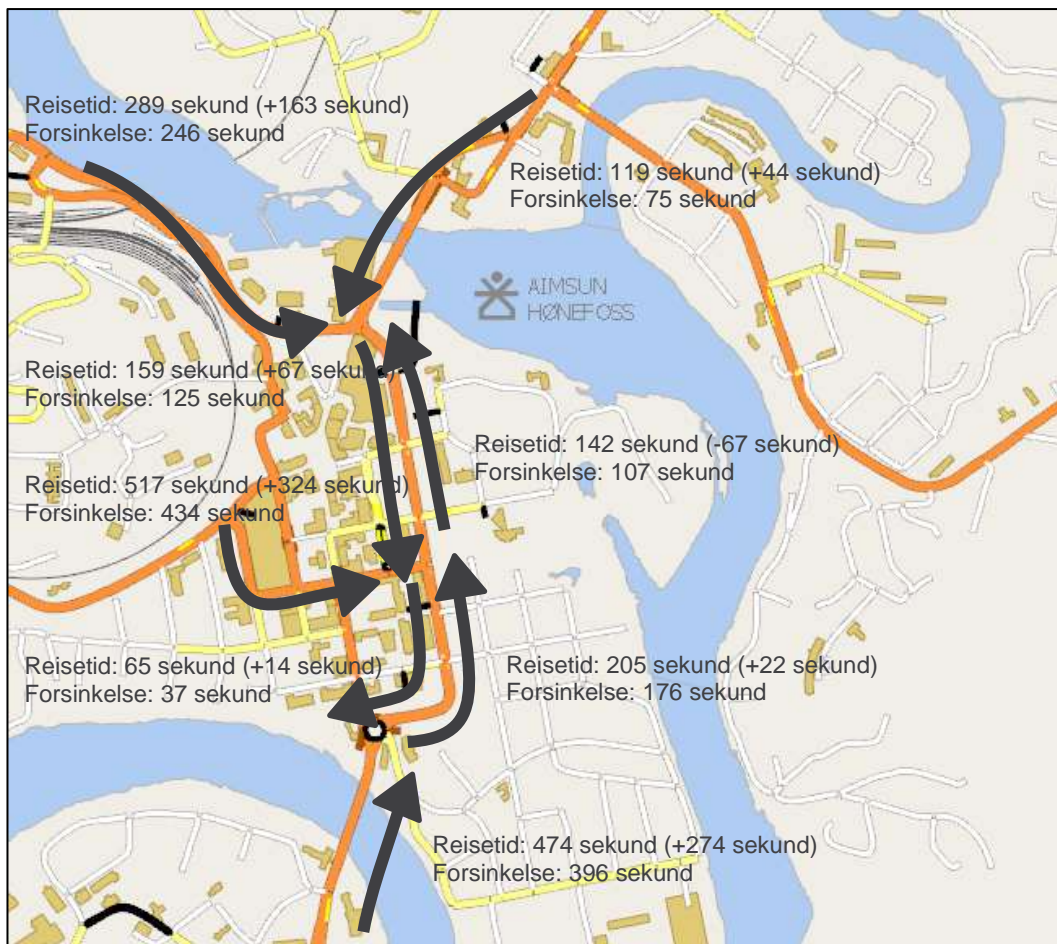 Reisetid: 289 sekund (+163 sekund)
Forsinkelse: 246 sekund
Reisetid: 119 sekund (+44 sekund)
Forsinkelse: 75 sekund
AIMSUN
HØNEFOSS
Reisetid: 159 sekund (+67 sekund)
Forsinkelse: 125 sekund
Reisetid: 142 sekund (-67 sekund)
Forsinkelse: 107 sekund
Reisetid: 517 sekund (+324 sekund)
Forsinkelse: 434 sekund
Reisetid: 65 sekund (+14 sekund)
Forsinkelse: 37 sekund
Reisetid: 205 sekund (+22 sekund)
Forsinkelse: 176 sekund
Reisetid: 474 sekund (+274 sekund)
Forsinkelse: 396 sekund